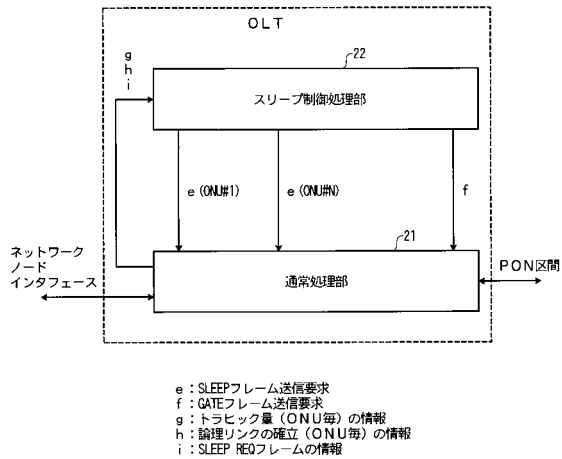 OLT
g
h
i
22
スリープ制御処理部
e (ONU#1)
e (ONU#N)
f
21
ネットワーク
ノード
インタフェース
通常処理部
PON区間
e：SLEEPフレーム送信要求
f：GATEフレーム送信要求
g：トラヒック量（ONU毎）の情報
h：論理リンクの確立（ONU毎）の情報
i：SLEEP REQフレームの情報